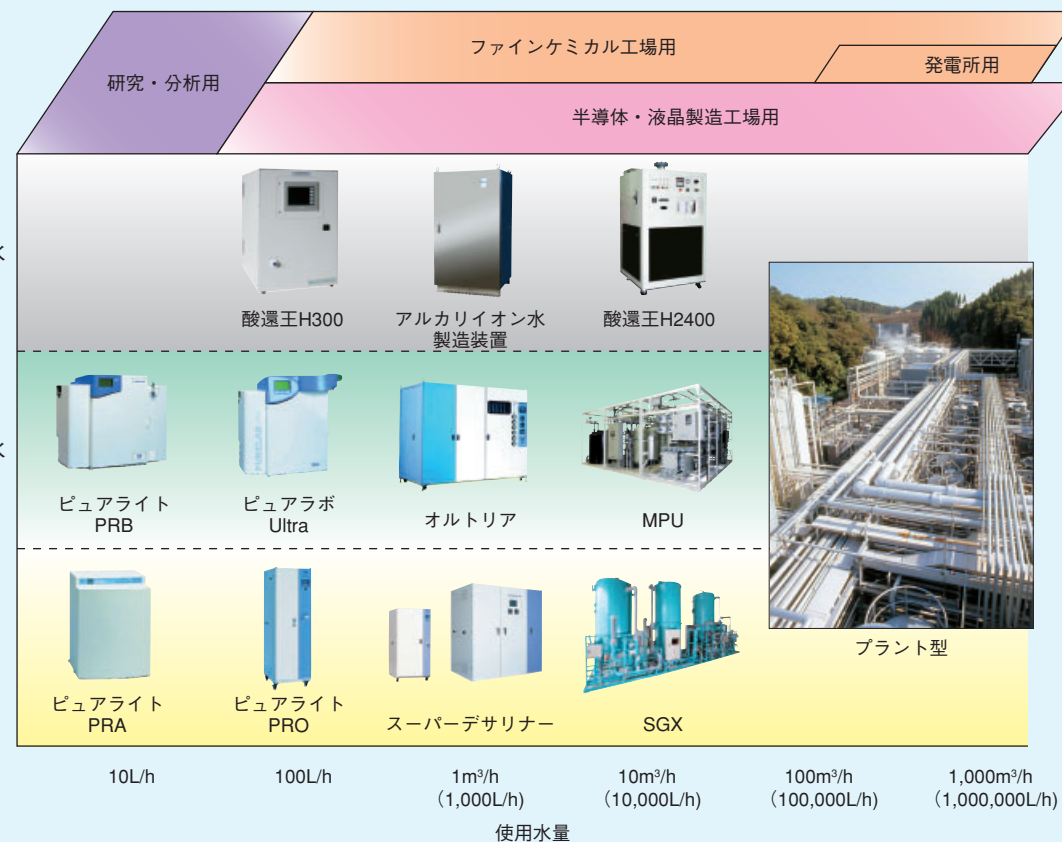 ファインケミカル工場用
発電所用
研究・分析用
半導体・液晶製造工場用
水
酸還王H300
アルカリイオン水
製造装置
酸還王H2400
水
ピュアライト
PRB
ピュアラボ
Ultra
オルトリア
MPU
プラント型
ピュアライト
PRA
ピュアライト
PRO
スーパーデサリナー
SGX
10L/h
100L/h
1m³/h
(1,000L/h)
10m³/h
(10,000L/h)
100m³/h
(100,000L/h)
1,000m³/h
(1,000,000L/h)
使用水量